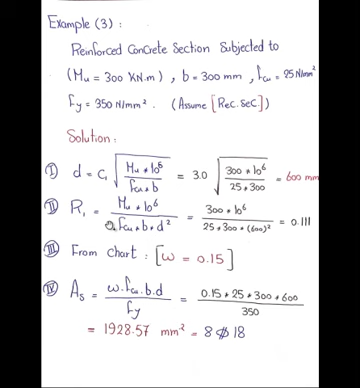 Example (3) :
Reinforced Concrete Section Subjected to
(Mu = 300 KN.m) , b = 300 mm , fcu = 25 N/mm²
fy = 350 N/mm² . (Assume [Rec. Sec.])
Solution :
Ⓘ d = C₁ √(Mu * 10⁶ / fcu * b) = 3.0 √(300 * 10⁶ / 25 * 300) = 600 mm
Ⓘ︎Ⓘ R₁ = Mu * 10⁶ / fcu * b * d² = 300 * 10⁶ / 25 * 300 * (600)² = 0.111
III From Chart : [ω = 0.15]
IV As = ω . fcu . b . d / fy = 0.15 * 25 * 300 * 600 / 350
= 1928.57 mm² = 8 ϕ 18